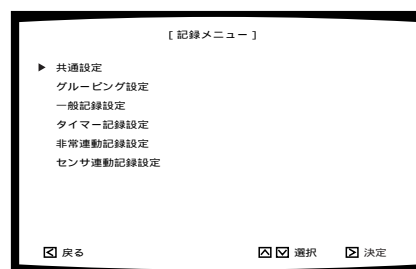 [ 記録メニュー ]
▶ 共通設定
グルーピング設定
一般記録設定
タイマー記録設定
非常連動記録設定
センサ連動記録設定
戻る 選択 決定